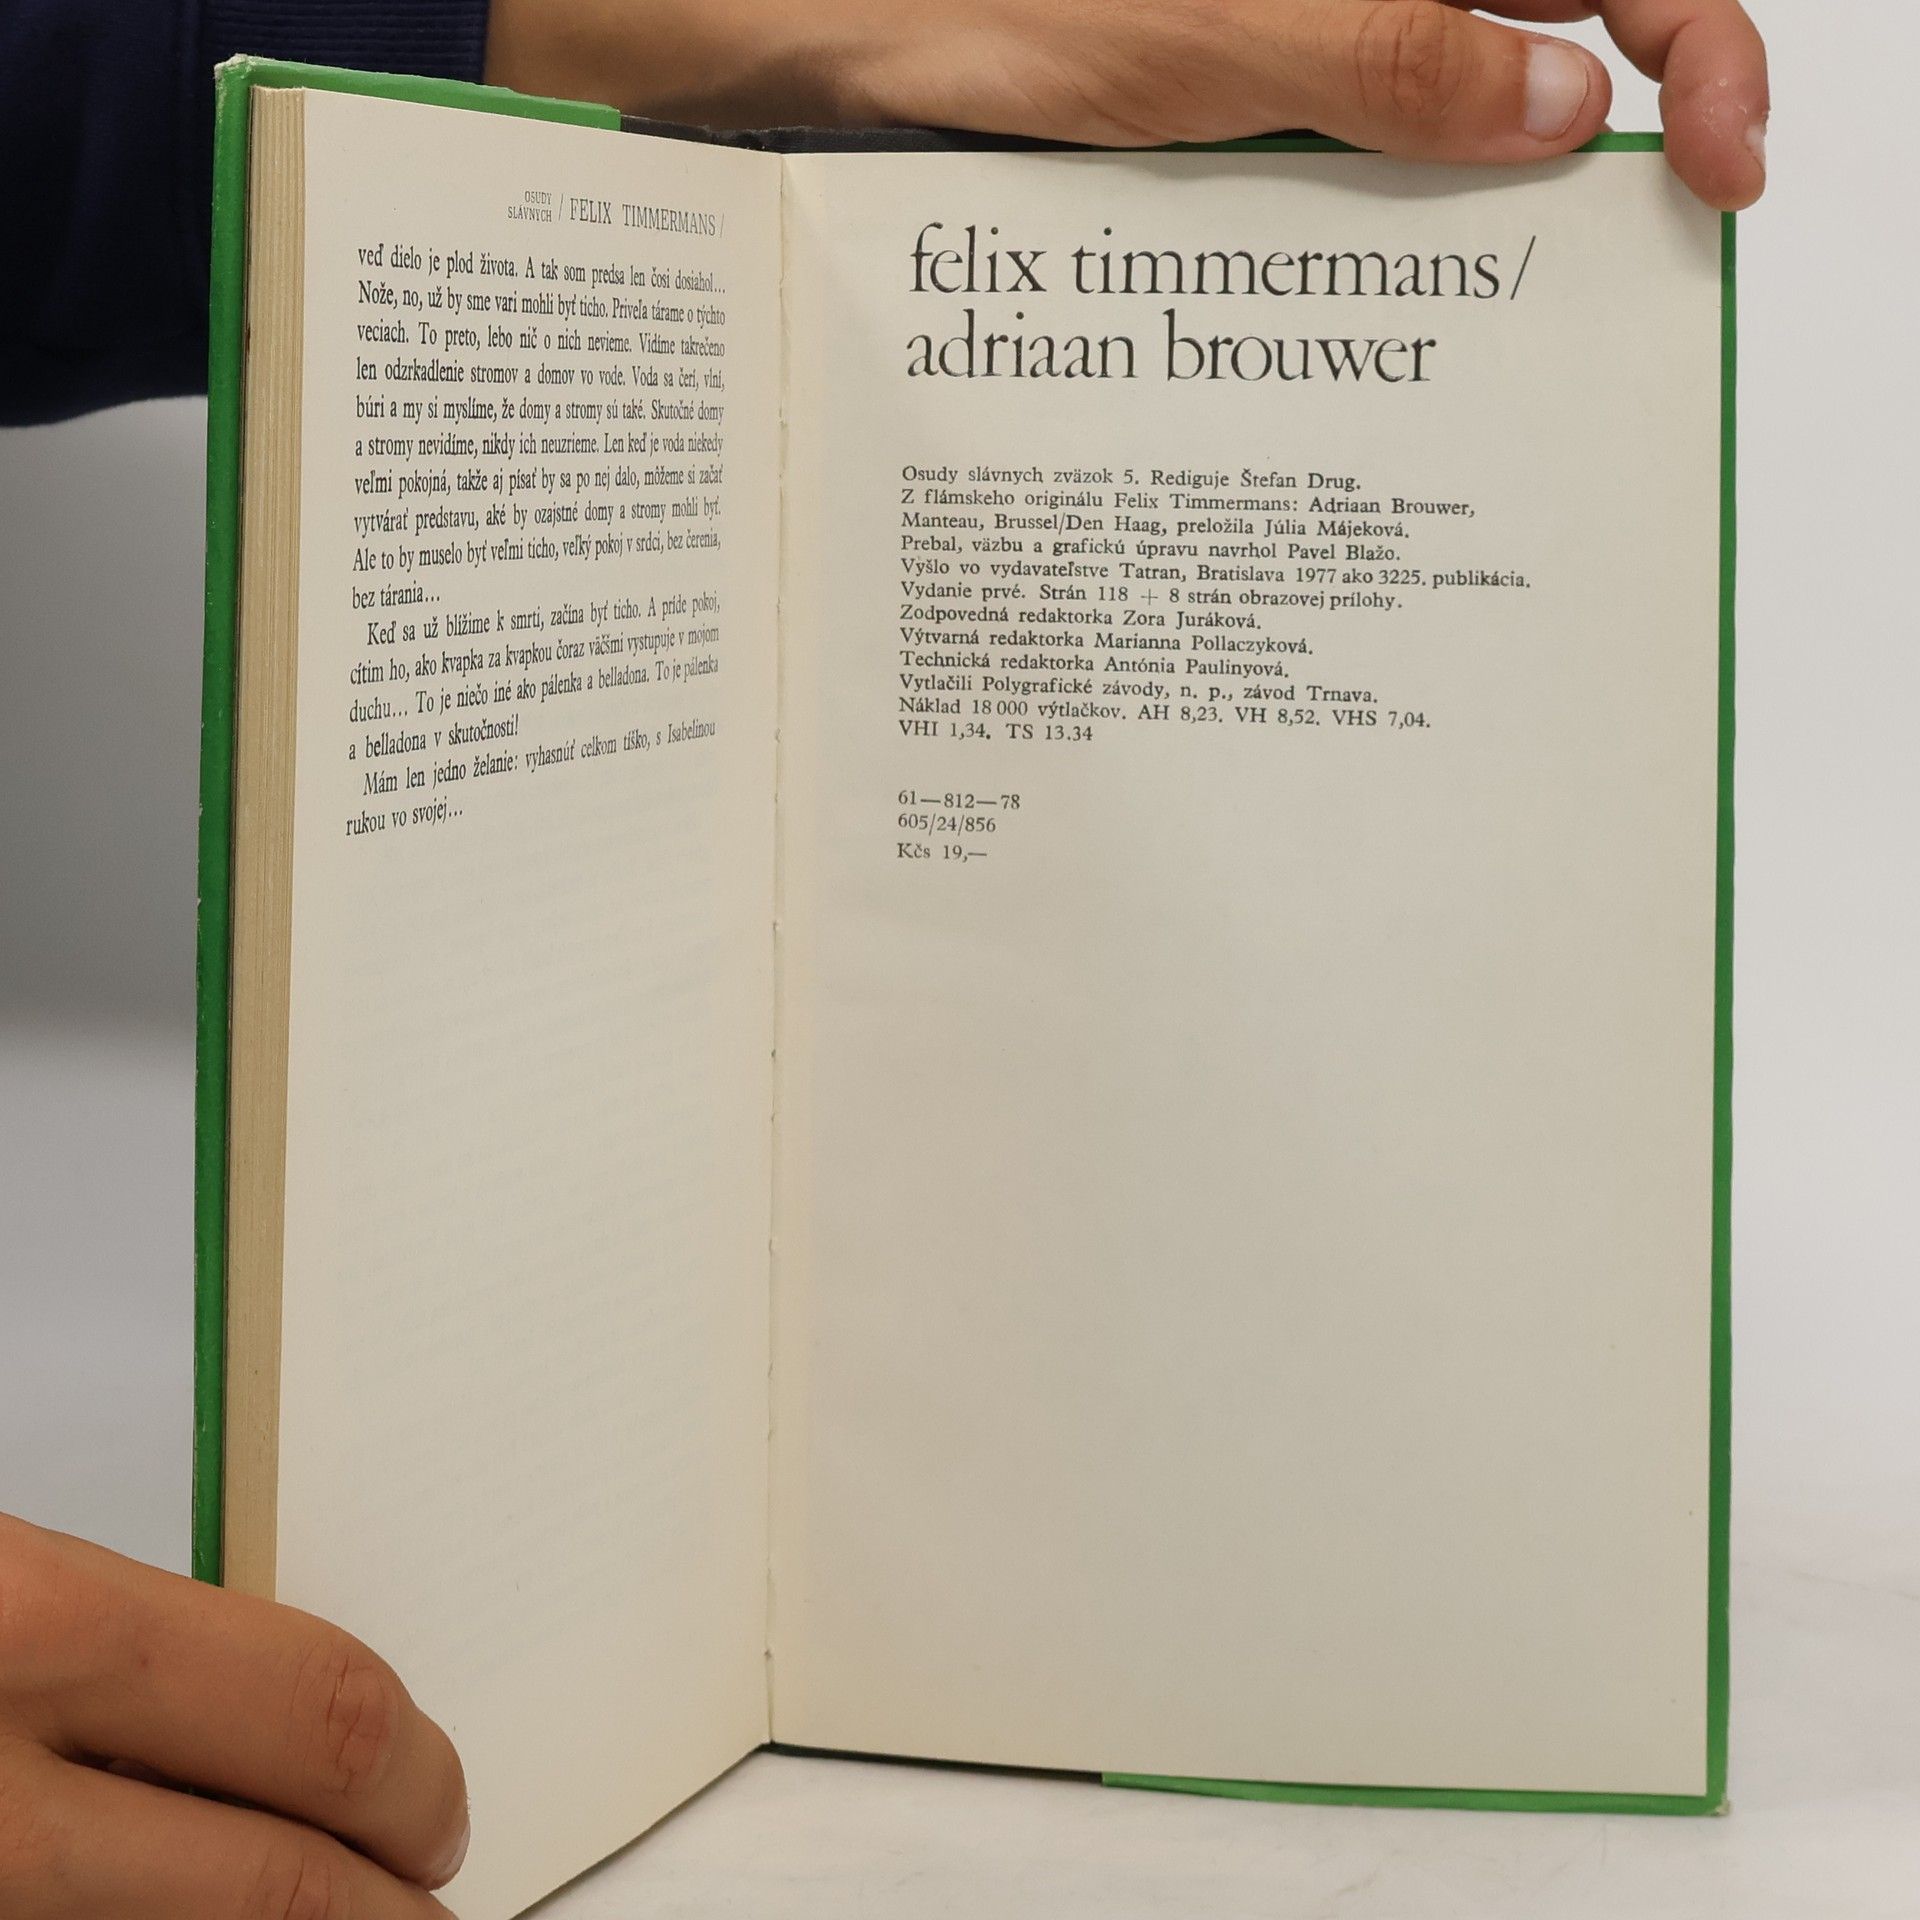 OSUDY
SLÁVNYCH / FELIX TIMMERMANS /
veď dielo je plod života. A tak som predsa len čosi dosiahol...
Nože, no, už by sme vari mohli byť ticho. Priveľa tárame o týchto
veciach. To preto, lebo nič o nich nevieme. Vidíme takrečeno
len odzrkadlenie stromov a domov vo vode. Voda sa čerí, vlní,
búri a my si myslíme, že domy a stromy sú také. Skutočné domy
a stromy nevidíme, nikdy ich neuzrieme. Len keď je voda niekedy
veľmi pokojná, takže aj písať by sa po nej dalo, môžeme si začať
vytvárať predstavu, aké by ozajstné domy a stromy mohli byť.
Ale to by muselo byť veľmi ticho, veľký pokoj v srdci, bez čerenia,
bez tárania...
Keď sa už blížime k smrti, začína byť ticho. A príde pokoj,
cítim ho, ako kvapka za kvapkou čoraz väčšmi vystupuje v mojom
duchu... To je niečo iné ako pálenka a belladona. To je pálenka
a belladona v skutočnosti!
Mám len jedno želanie: vyhasnúť celkom tíško, s Isabelinou
rukou vo svojej...
felix timmermans/
adriaan brouwer
Osudy slávnych zväzok 5. Rediguje Štefan Drug.
Z flámskeho originálu Felix Timmermans: Adriaan Brouwer,
Manteau, Brussel/Den Haag, preložila Júlia Májeková.
Prebal, väzbu a grafickú úpravu navrhol Pavel Blažo.
Vyšlo vo vydavateľstve Tatran, Bratislava 1977 ako 3225. publikácia.
Vydanie prvé. Strán 118 + 8 strán obrazovej prílohy.
Zodpovedná redaktorka Zora Juráková.
Výtvarná redaktorka Marianna Pollaczyková.
Technická redaktorka Antónia Paulinyová.
Vytlačili Polygrafické závody, n. p., závod Trnava.
Náklad 18 000 výtlačkov. AH 8,23. VH 8,52. VHS 7,04.
VHI 1,34. TS 13.34
61—812—78
605/24/856
Kčs 19,—